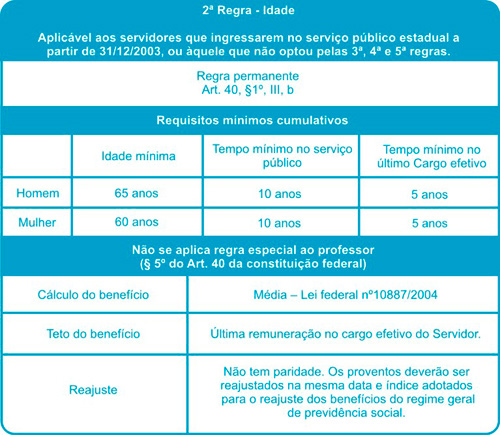 2ª Regra - Idade
Aplicável aos servidores que ingressarem no serviço público estadual a
partir de 31/12/2003, ou àquele que não optou pelas 3ª, 4ª e 5ª regras.
Regra permanente
Art. 40, §1º, III, b
Requisitos mínimos cumulativos
Idade mínima
Tempo mínimo no serviço
público
Tempo mínimo no
último Cargo efetivo
Homem
65 anos
10 anos
5 anos
Mulher
60 anos
10 anos
5 anos
Não se aplica regra especial ao professor
(§ 5º do Art. 40 da constituição federal)
Cálculo do benefício
Média – Lei federal nº10887/2004
Teto do benefício
Última remuneração no cargo efetivo do Servidor.
Reajuste
Não tem paridade. Os proventos deverão ser
reajustados na mesma data e índice adotados
para o reajuste dos benefícios do regime geral
de previdência social.